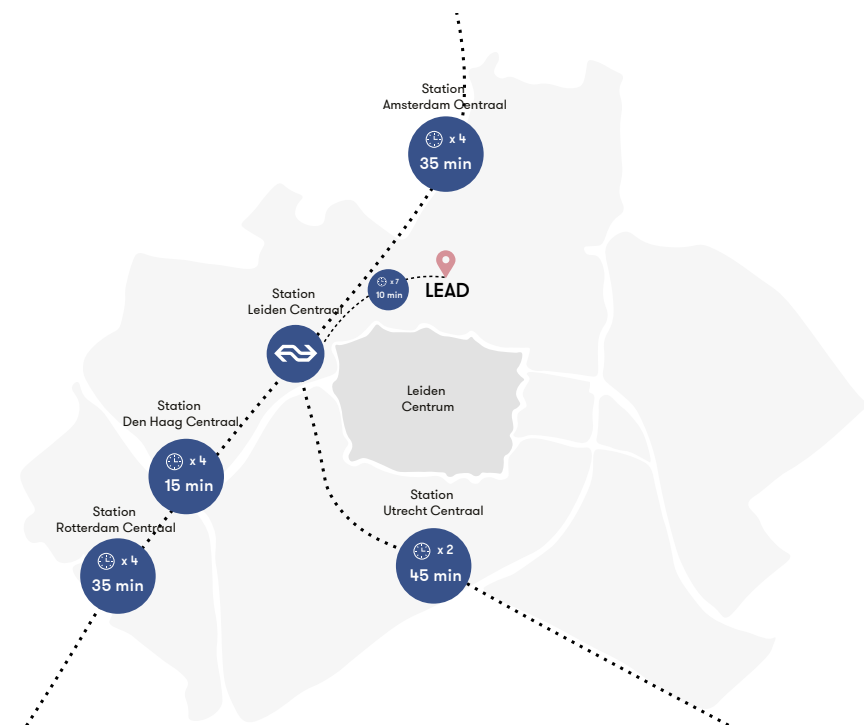 Station
Amsterdam Centraal
x 4
35 min
x 7
10 min
LEAD
Station
Leiden Centraal
Leiden
Centrum
Station
Den Haag Centraal
x 4
15 min
Station
Utrecht Centraal
x 2
45 min
Station
Rotterdam Centraal
x 4
35 min